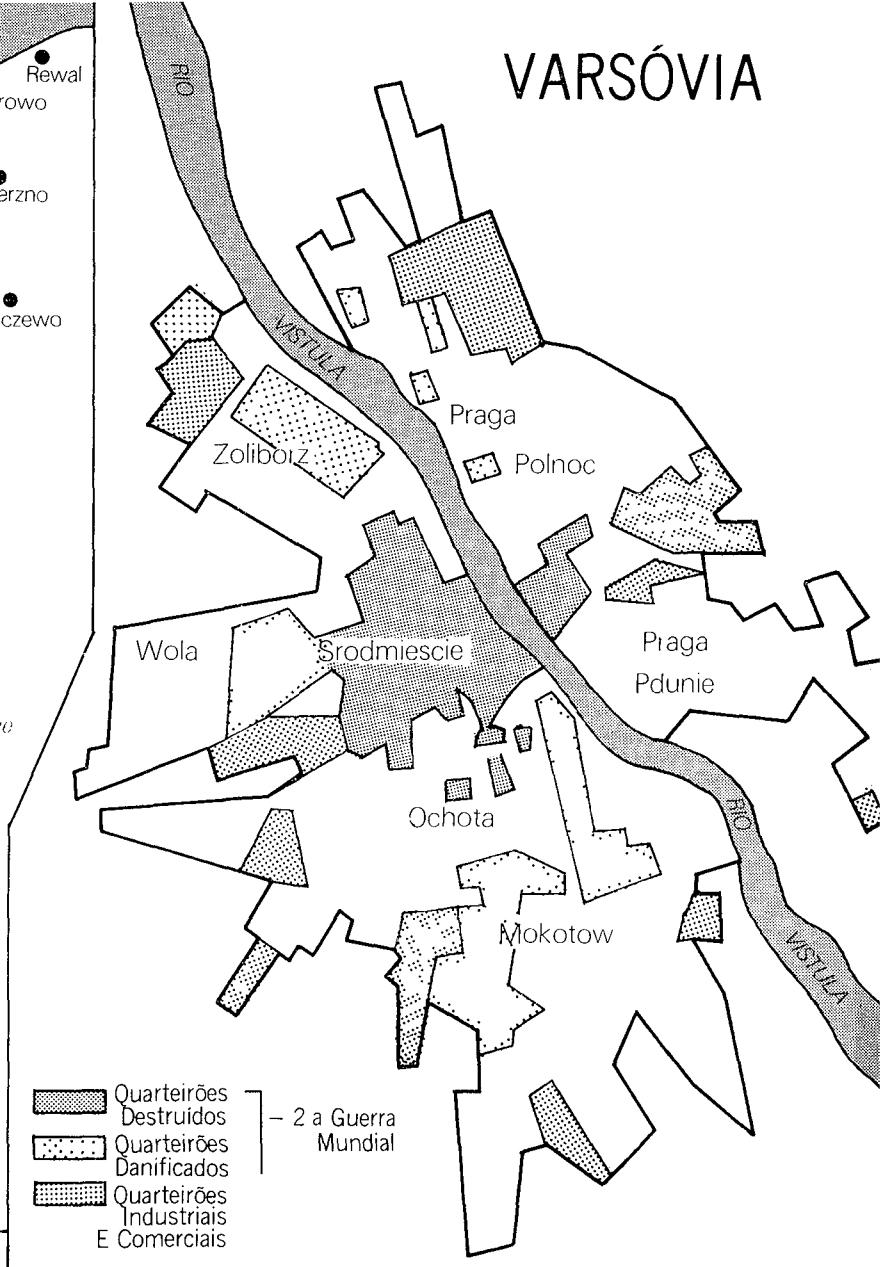 VARSÓVIA
Rewal
rowo
erzno
czewo
RIO
VISTULA
Praga
Polnoc
Zoliborz
Wola
Srodmiescie
Praga
Pdunie
Ochota
RIO
Mokotow
VISTULA
Quarteirões
Destruídos
Quarteirões
Danificados
– 2 a Guerra
Mundial
Quarteirões
Industriais
E Comerciais